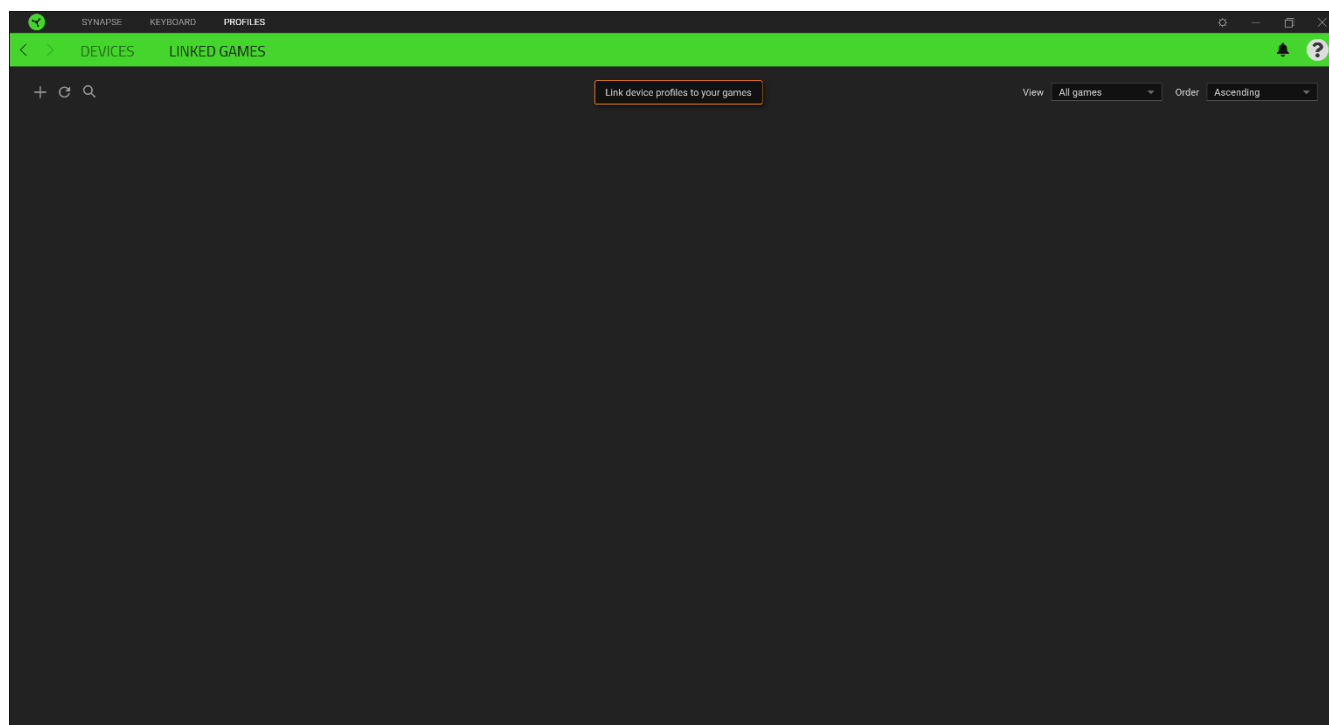 SYNAPSE KEYBOARD PROFILES
DEVICES LINKED GAMES ?
Link device profiles to your games View All games Order Ascending